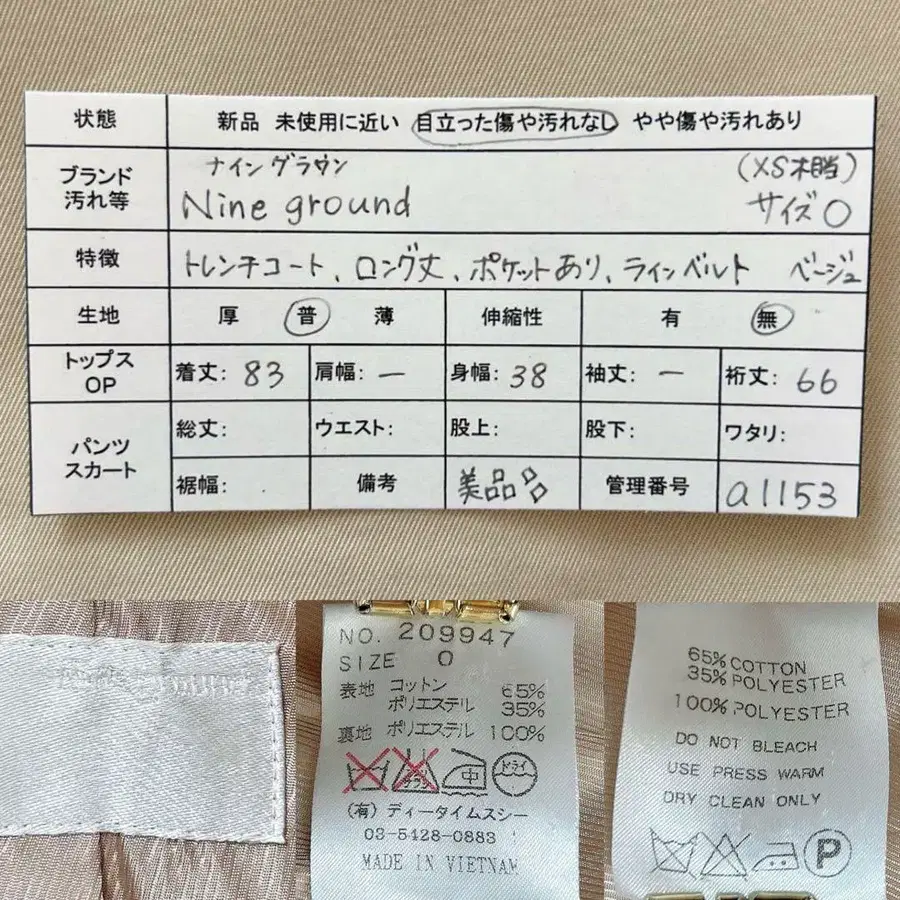 状態 新品 未使用に近い 目立った傷や汚れなし やや傷や汚れあり
ブランド 汚れ等 ナイングラウン (XS相当)
Nine ground サイズ0
特徴 トレンチコート、ロング丈、ポケットあり、ラインベルト ベージュ
生地 厚 普 薄 伸縮性 有 無
トップス OP 着丈: 83 肩幅: — 身幅: 38 袖丈: — 裄丈: 66
パンツ スカート 総丈: ウエスト: 股上: 股下: ワタリ:
裾幅: 備考 美品 管理番号 a1153
NO. 209947
SIZE 0
表地 コットン 65%
ポリエステル 35%
裏地 ポリエステル 100%
中 ドライ
(有) ディータイムスシー
03-5428-0883
MADE IN VIETNAM
65% COTTON
35% POLYESTER
100% POLYESTER
DO NOT BLEACH
USE PRESS WARM
DRY CLEAN ONLY
P